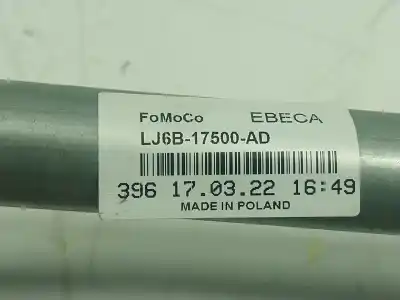 FoMoCo EBECA
LJ6B-17500-AD
396 17.03.22 16:49
MADE IN POLAND